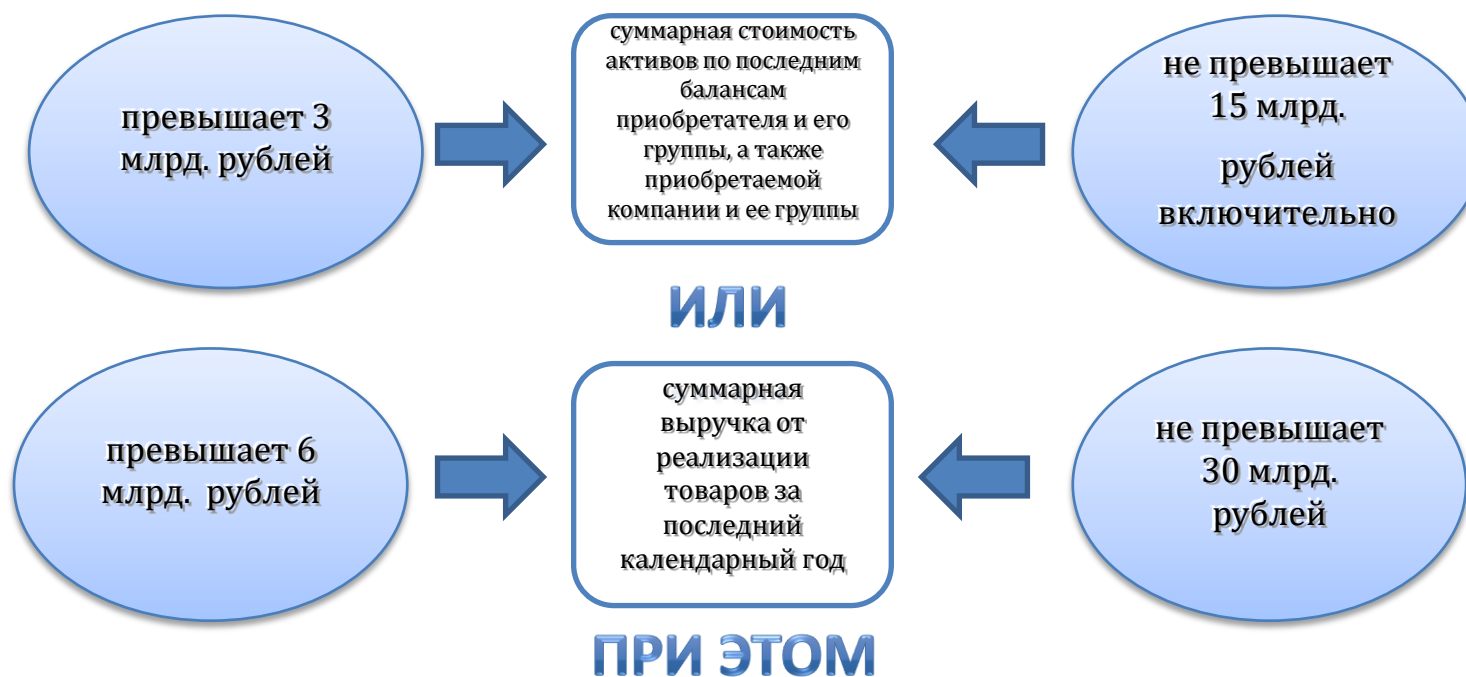 превышает 3
млрд. рублей
суммарная стоимость
активов по последним
балансам
приобретателя и его
группы, а также
приобретаемой
компании и ее группы
не превышает
15 млрд.
рублей
включительно
ИЛИ
превышает 6
млрд. рублей
суммарная
выручка от
реализации
товаров за
последний
календарный год
не превышает
30 млрд.
рублей
ПРИ ЭТОМ